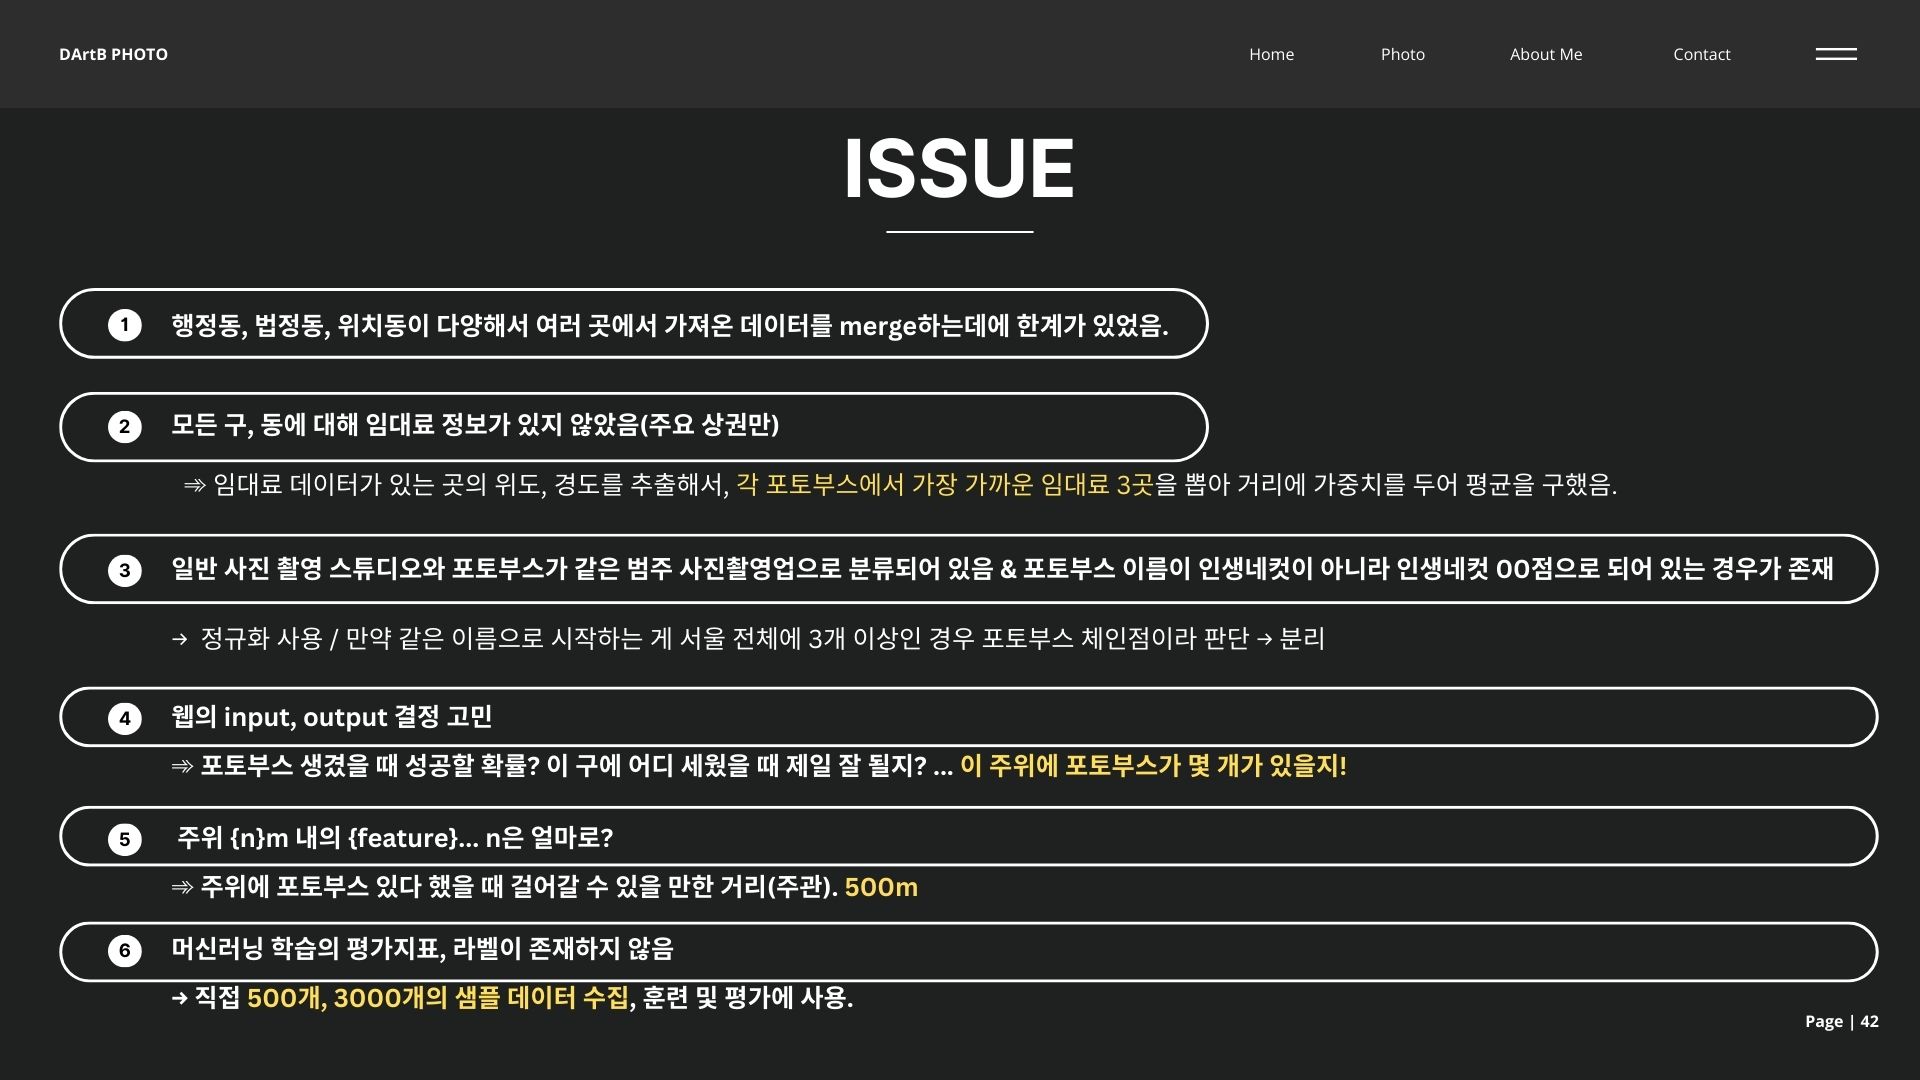 DArtB PHOTO
Home Photo About Me Contact
ISSUE
1 행정동, 법정동, 위치동이 다양해서 여러 곳에서 가져온 데이터를 merge하는데에 한계가 있었음.
2 모든 구, 동에 대해 임대료 정보가 있지 않았음(주요 상권만)
⇒ 임대료 데이터가 있는 곳의 위도, 경도를 추출해서, 각 포토부스에서 가장 가까운 임대료 3곳을 뽑아 거리에 가중치를 두어 평균을 구했음.
3 일반 사진 촬영 스튜디오와 포토부스가 같은 범주 사진촬영업으로 분류되어 있음 & 포토부스 이름이 인생네컷이 아니라 인생네컷 OO점으로 되어 있는 경우가 존재
→ 정규화 사용 / 만약 같은 이름으로 시작하는 게 서울 전체에 3개 이상인 경우 포토부스 체인점이라 판단 → 분리
4 웹의 input, output 결정 고민
⇒ 포토부스 생겼을 때 성공할 확률? 이 구에 어디 세웠을 때 제일 잘 될지? ... 이 주위에 포토부스가 몇 개가 있을지!
5 주위 {n}m 내의 {feature}... n은 얼마로?
⇒ 주위에 포토부스 있다 했을 때 걸어갈 수 있을 만한 거리(주관). 500m
6 머신러닝 학습의 평가지표, 라벨이 존재하지 않음
→ 직접 500개, 3000개의 샘플 데이터 수집, 훈련 및 평가에 사용.
Page | 42